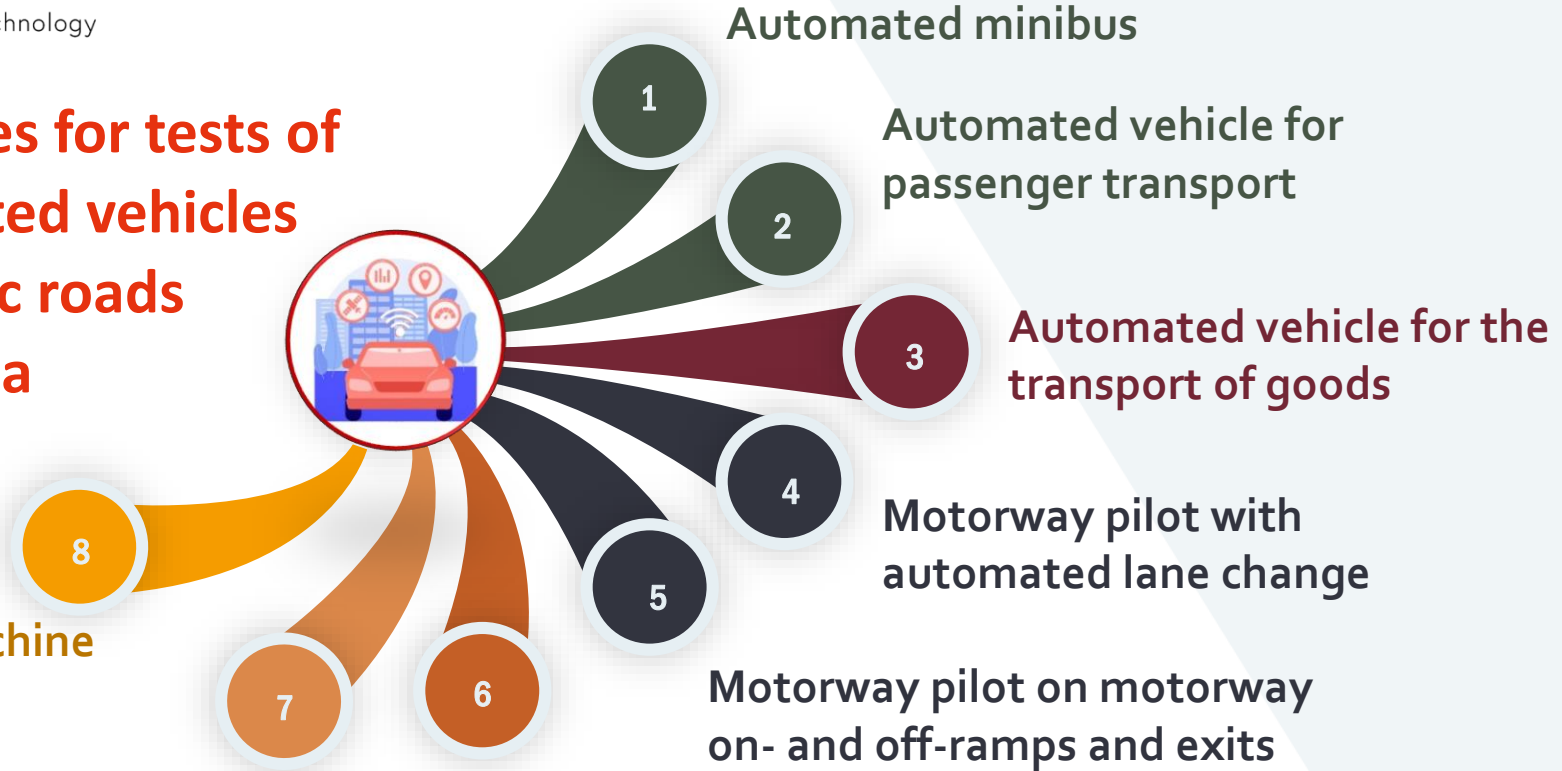 chnology
es for tests of
ted vehicles
c roads
a
1
Automated minibus
2
Automated vehicle for
passenger transport
3
Automated vehicle for the
transport of goods
4
Motorway pilot with
automated lane change
5
Motorway pilot on motorway
on- and off-ramps and exits
6
7
8
chine